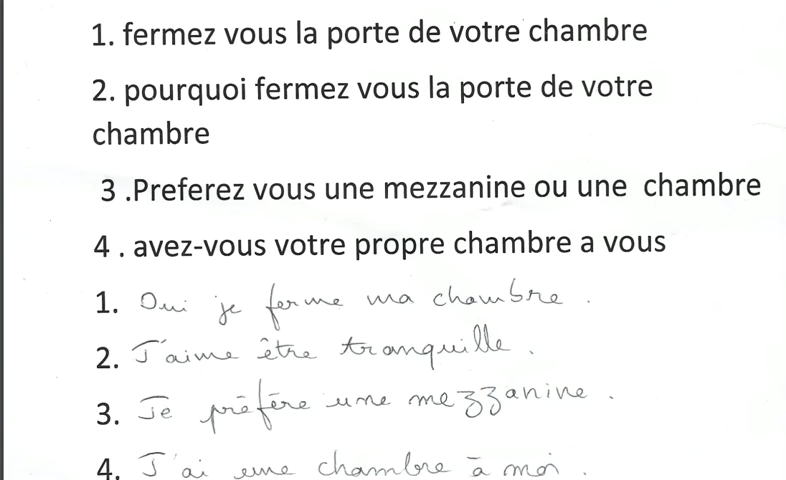 1. fermez vous la porte de votre chambre
2. pourquoi fermez vous la porte de votre
chambre
3 .Preferez vous une mezzanine ou une  chambre
4 . avez-vous votre propre chambre a vous
1. Oui je ferme ma chambre .
2. J'aime être tranquille .
3. Je préfère une mezzanine .
4. J'ai une chambre à moi .